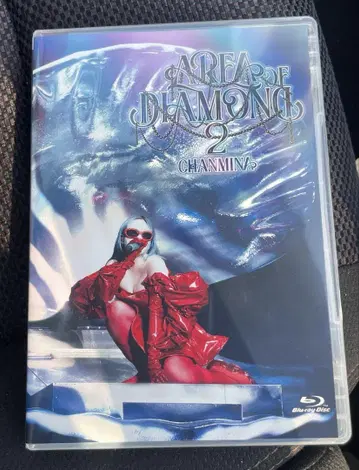 AREA OF
DIAMOND
2
CHANMINA
Blu-ray Disc